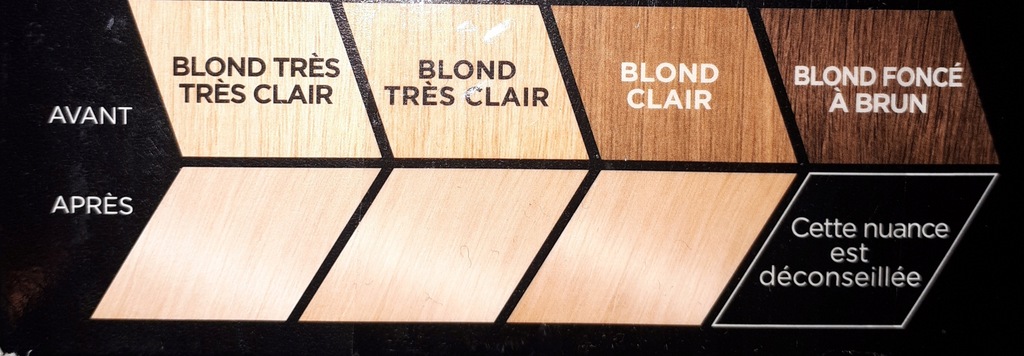 AVANT
BLOND TRÈS
TRÈS CLAIR
BLOND
TRÈS CLAIR
BLOND
CLAIR
BLOND FONCÉ
À BRUN
APRÈS
Cette nuance
est
déconseillée